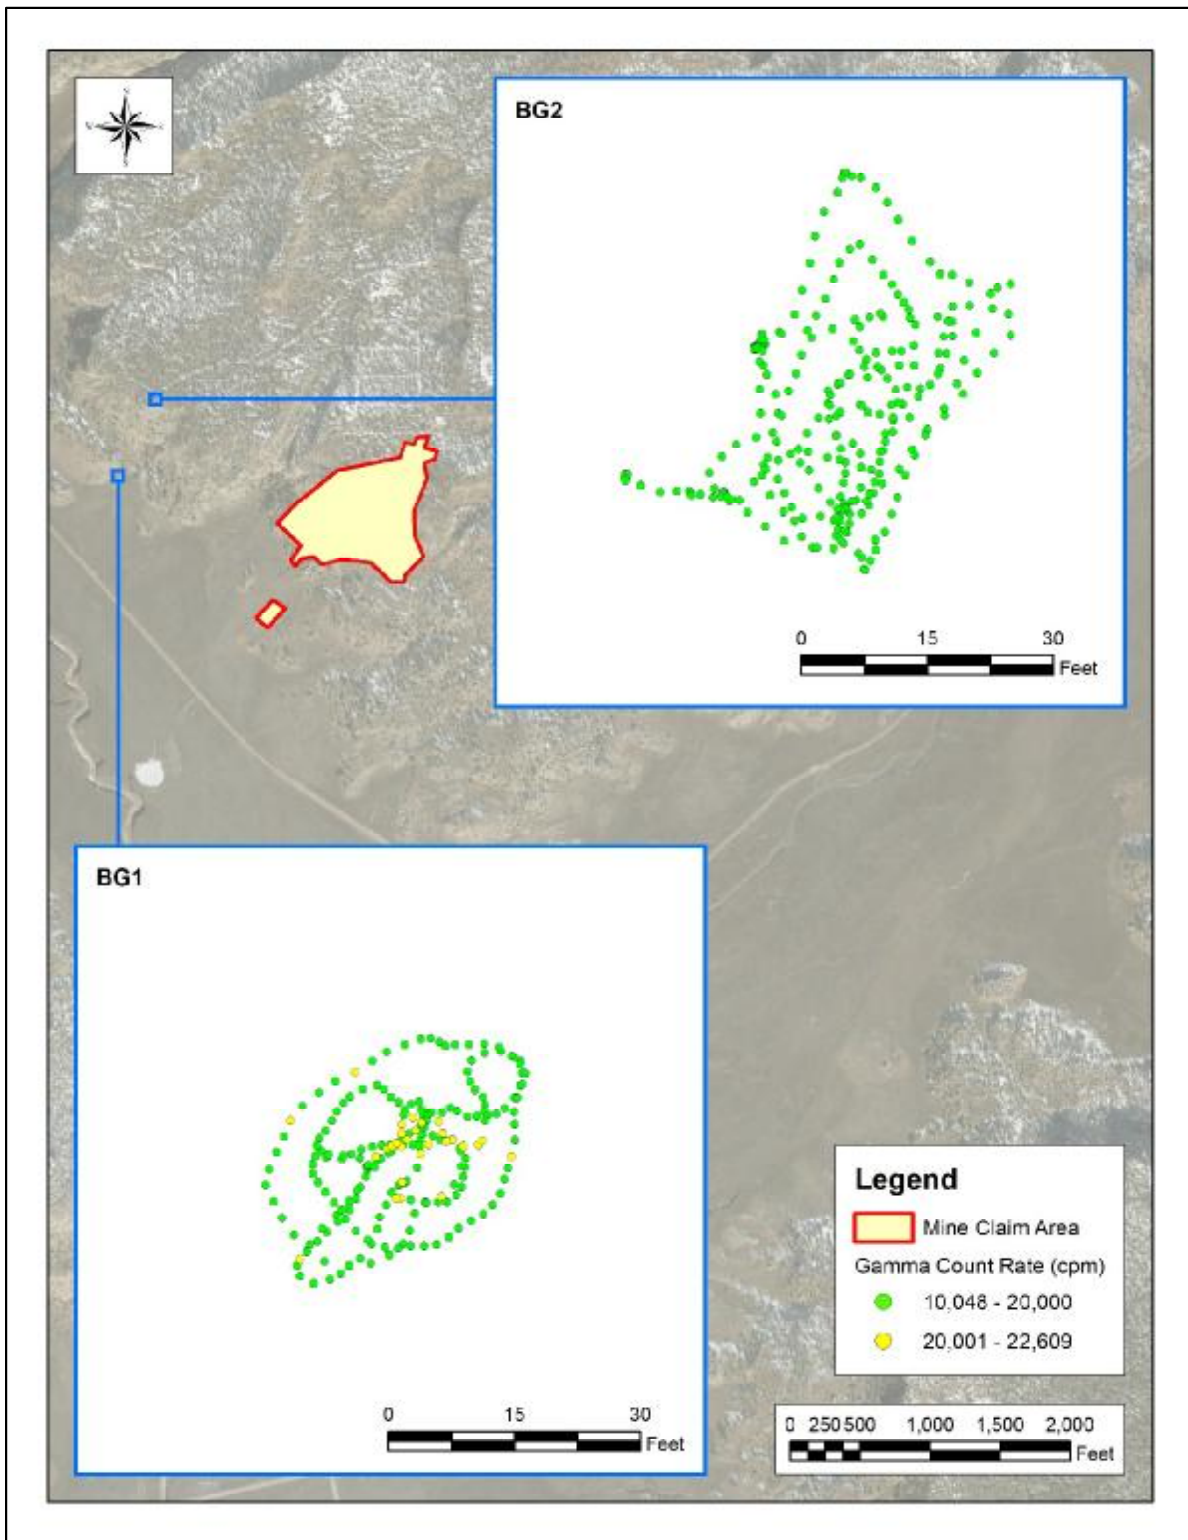 BG2
0 15 30
Feet
BG1
0 15 30
Feet
Legend
Mine Claim Area
Gamma Count Rate (cpm)
10,048 - 20,000
20,001 - 22,609
0 250 500 1,000 1,500 2,000
Feet